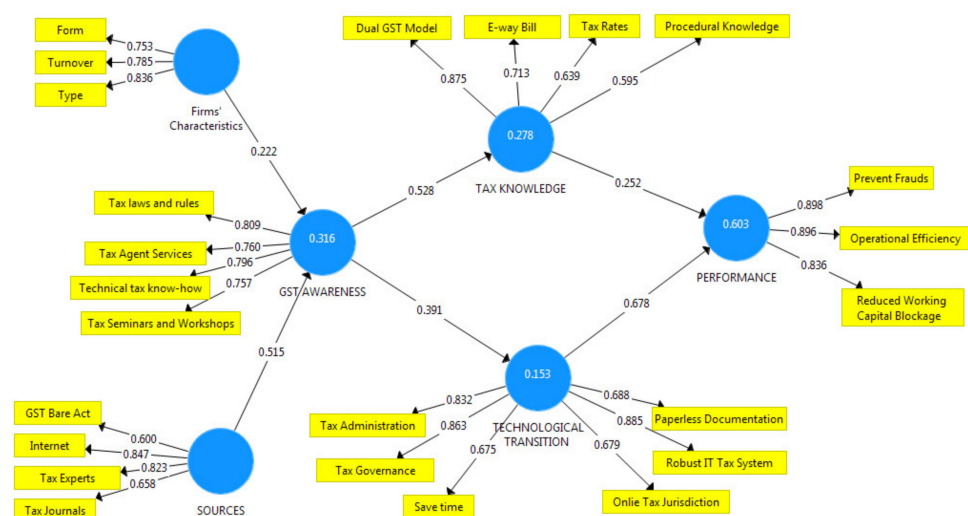 Form
0.753
Turnover
0.785
Type
0.836
Firms'
Characteristics
0.222
Dual GST Model
E-way Bill
Tax Rates
Procedural Knowledge
0.875
0.713
0.639
0.595
0.278
TAX KNOWLEDGE
0.528
0.252
Tax laws and rules
0.809
Tax Agent Services
0.760
0.796
Technical tax know-how
0.757
Tax Seminars and Workshops
0.316
GST AWARENESS
0.391
0.515
Prevent Frauds
0.898
0.603
0.896
Operational Efficiency
PERFORMANCE
0.836
Reduced Working
Capital Blockage
0.678
0.153
TECHNOLOGICAL
TRANSITION
0.832
Tax Administration
0.863
Tax Governance
0.675
Save time
0.688
Paperless Documentation
0.885
Robust IT Tax System
0.679
Onlie Tax Jurisdiction
GST Bare Act
0.600
Internet
0.847
0.823
Tax Experts
0.658
Tax Journals
SOURCES